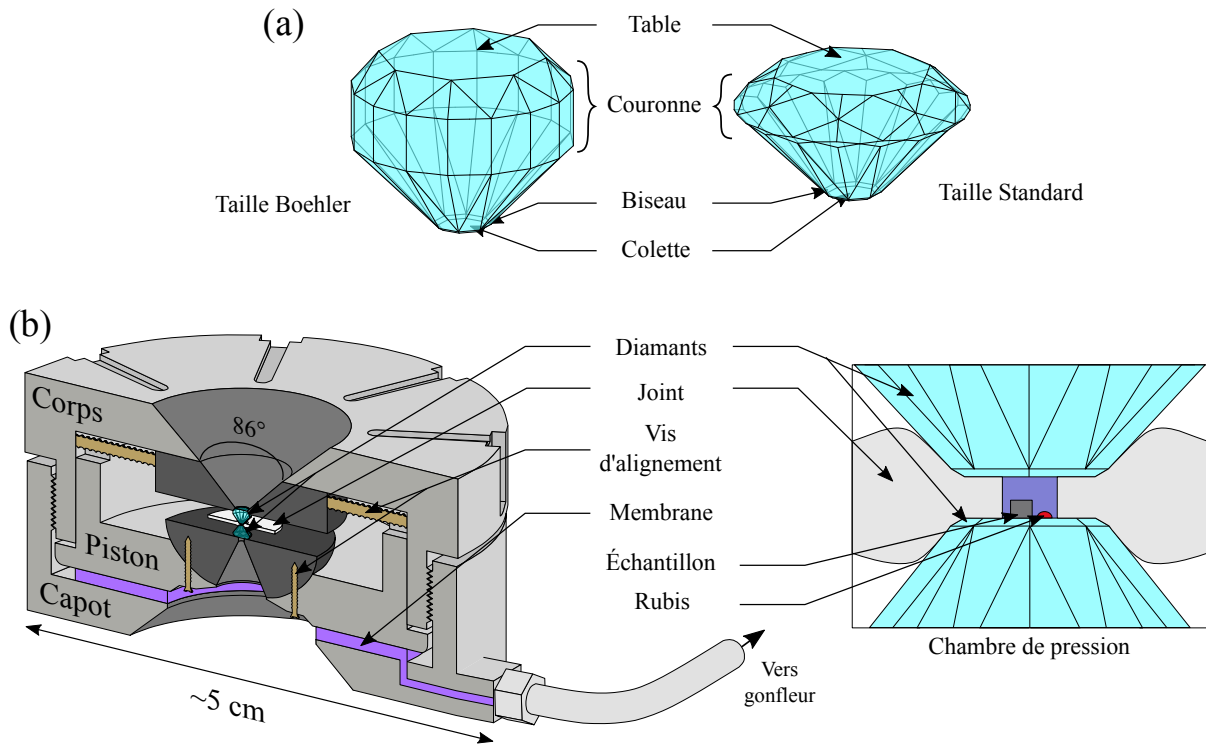 (a)
Table
Couronne
Taille Boehler
Biseau
Taille Standard
Colette
(b)
Diamants
Joint
Corps
86°
Vis
d'alignement
Membrane
Piston
Échantillon
Capot
Rubis
Chambre de pression
Vers
gonfleur
~5 cm